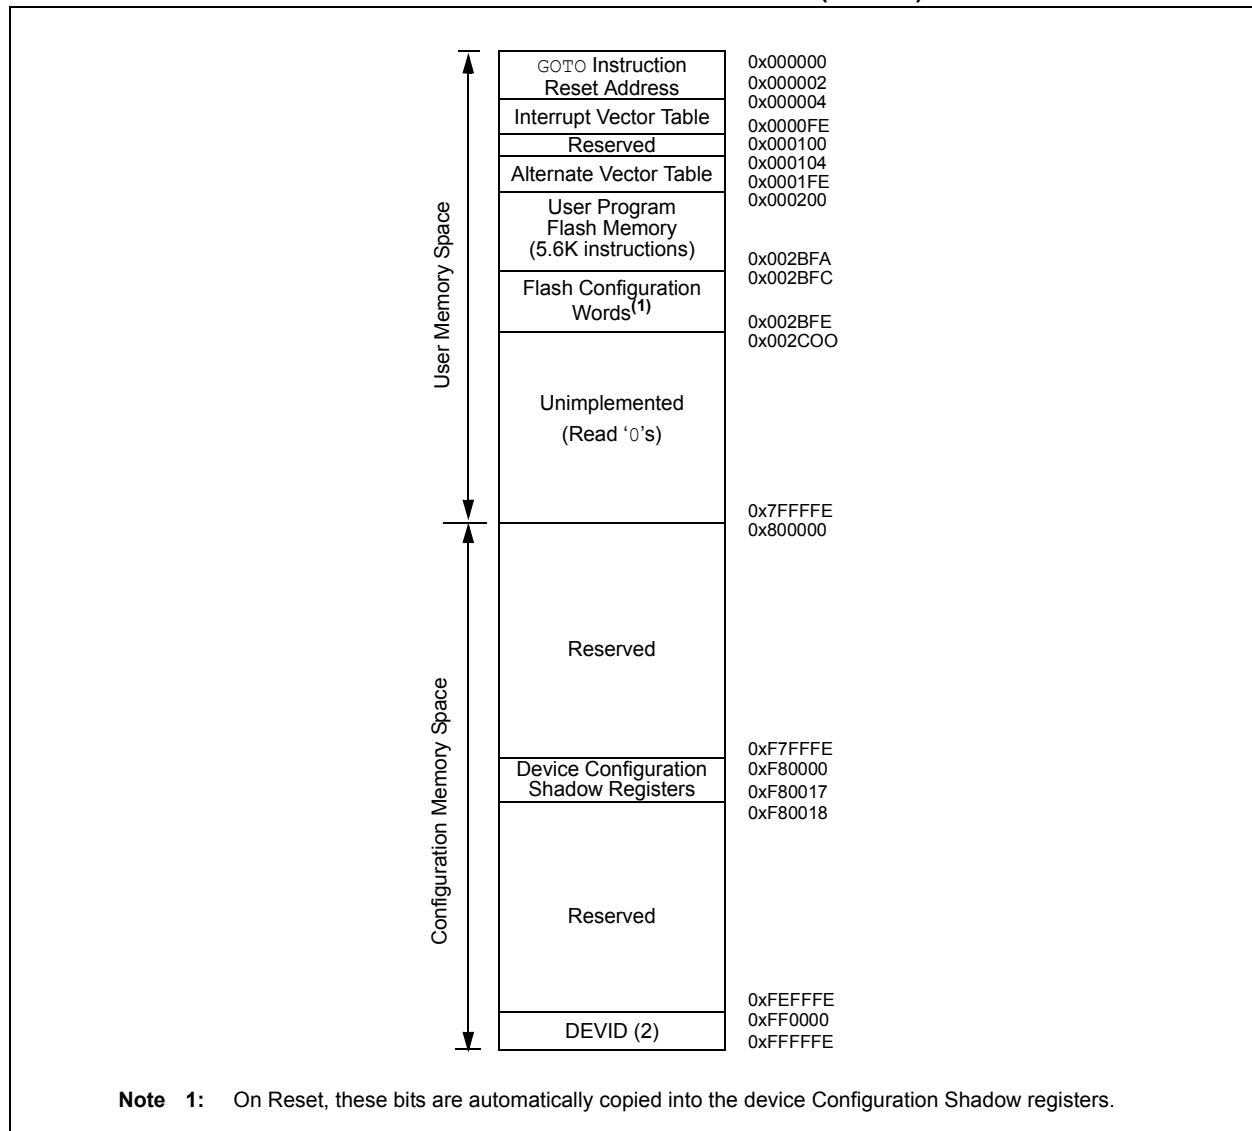 GOTO Instruction
Reset Address
0x000000
0x000002
0x000004
Interrupt Vector Table
0x0000FE
Reserved
0x000100
0x000104
Alternate Vector Table
0x0001FE
0x000200
User Program
Flash Memory
(5.6K instructions)
0x002BFA
0x002BFC
Flash Configuration
Words(1)
0x002BFE
0x002COO
User Memory Space
Unimplemented
(Read ‘0’s)
0x7FFFFE
0x800000
Reserved
0xF7FFFE
0xF80000
Device Configuration
Shadow Registers
0xF80017
0xF80018
Configuration Memory Space
Reserved
0xFEFFFE
0xFF0000
DEVID (2)
0xFFFFFE
Note 1: On Reset, these bits are automatically copied into the device Configuration Shadow registers.